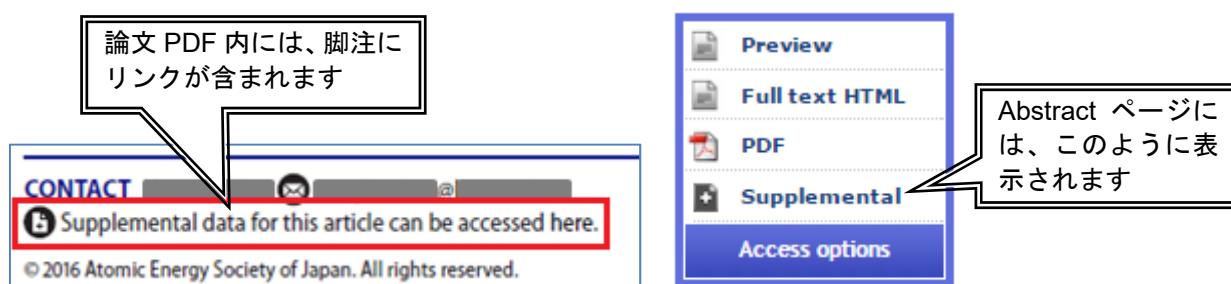 論文 PDF 内には、脚注に
リンクが含まれます
CONTACT @
Supplemental data for this article can be accessed here.
© 2016 Atomic Energy Society of Japan. All rights reserved.
Preview
Full text HTML
PDF
Supplemental
Access options
Abstract ページに
は、このように表
示されます